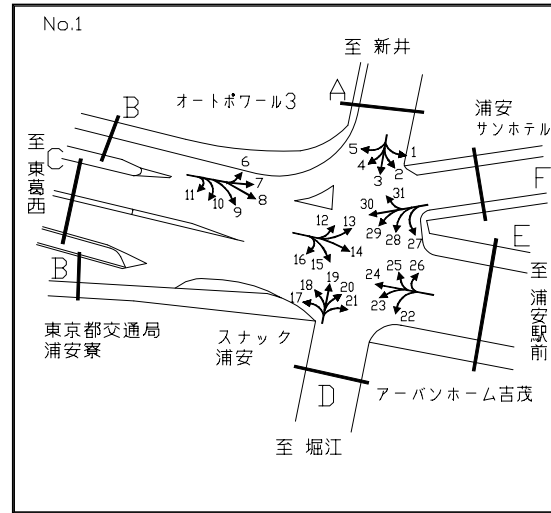 No.1
至 新井
A
B
オートポワール3
浦安
サンホテル
至 東葛西
C
F
E
B
6
7
8
9
10
11
5
4
3
2
1
31
30
29
28
27
12
13
14
15
16
19
18
17
20
21
24
25
26
23
22
東京都交通局
浦安寮
スナック
浦安
至 浦安駅前
D
アーバンホーム吉茂
至 堀江